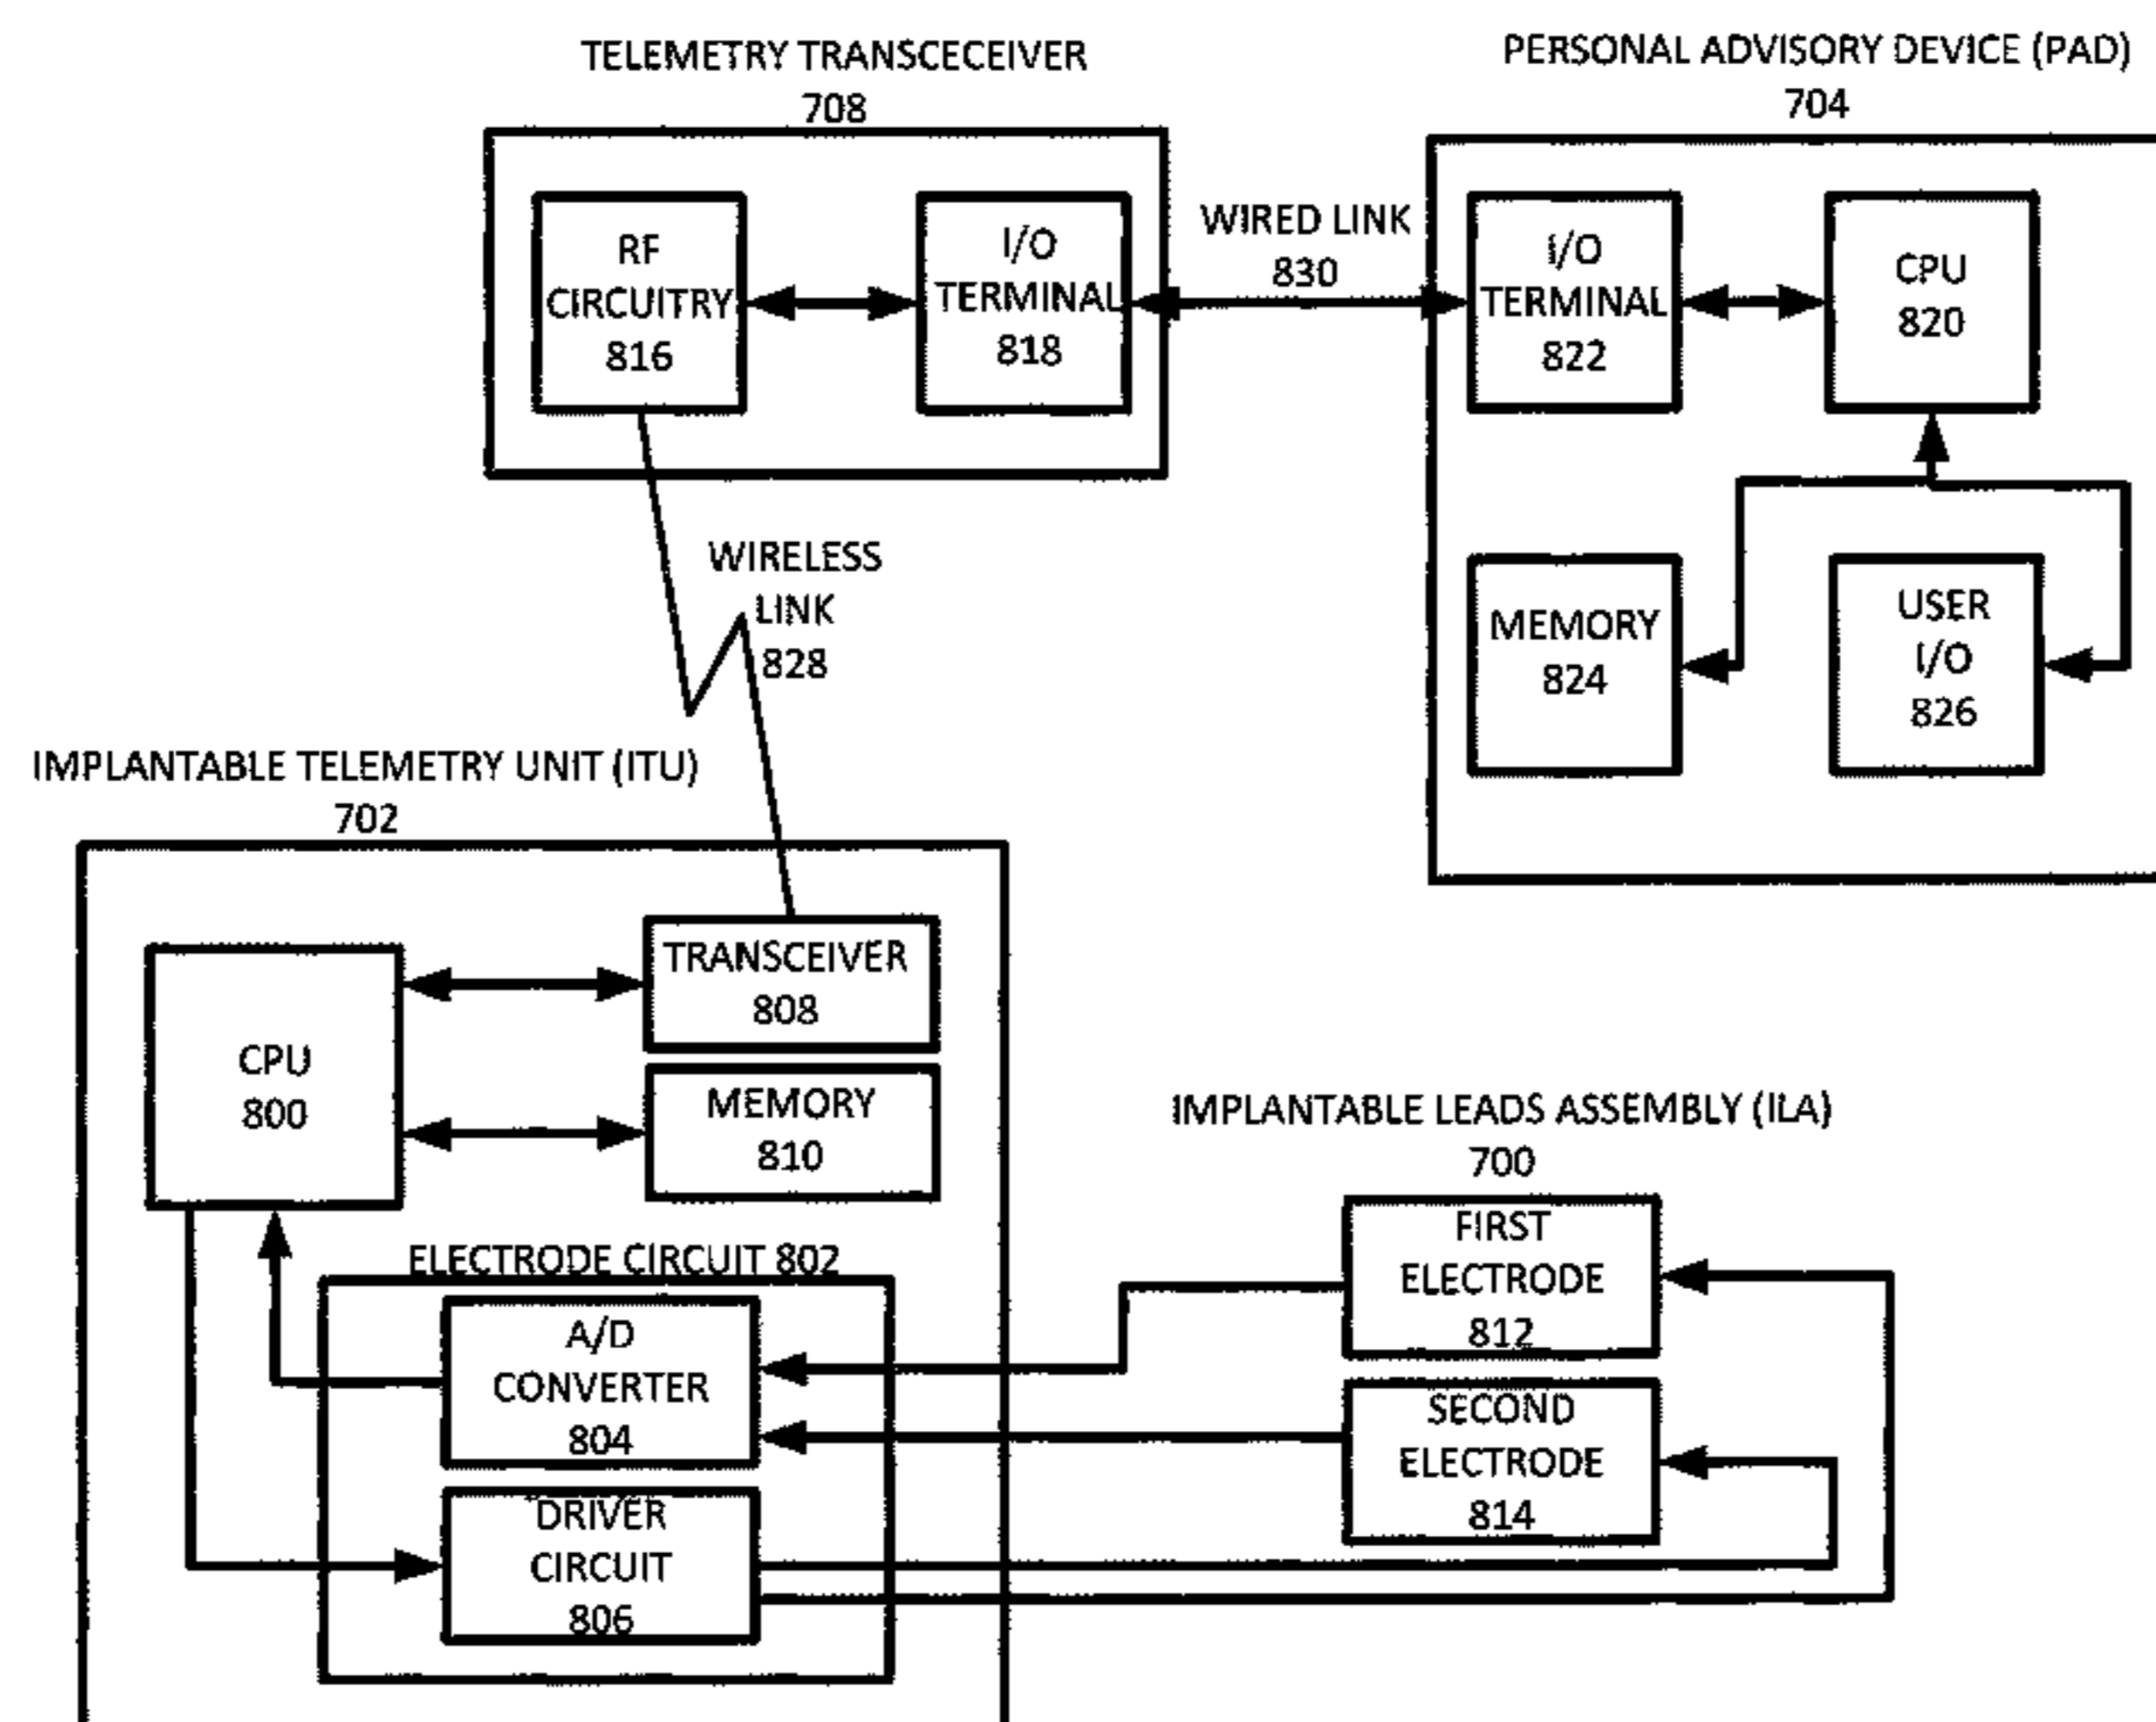 TELEMETRY TRANSCECEIVER
708
PERSONAL ADVISORY DEVICE (PAD)
704
RF
CIRCUITRY
816
I/O
TERMINAL
818
WIRED LINK
830
I/O
TERMINAL
822
CPU
820
MEMORY
824
USER
I/O
826
WIRELESS
LINK
828
IMPLANTABLE TELEMETRY UNIT (ITU)
702
CPU
800
TRANSCEIVER
808
MEMORY
810
ELECTRODE CIRCUIT 802
A/D
CONVERTER
804
DRIVER
CIRCUIT
806
IMPLANTABLE LEADS ASSEMBLY (ILA)
700
FIRST
ELECTRODE
812
SECOND
ELECTRODE
814